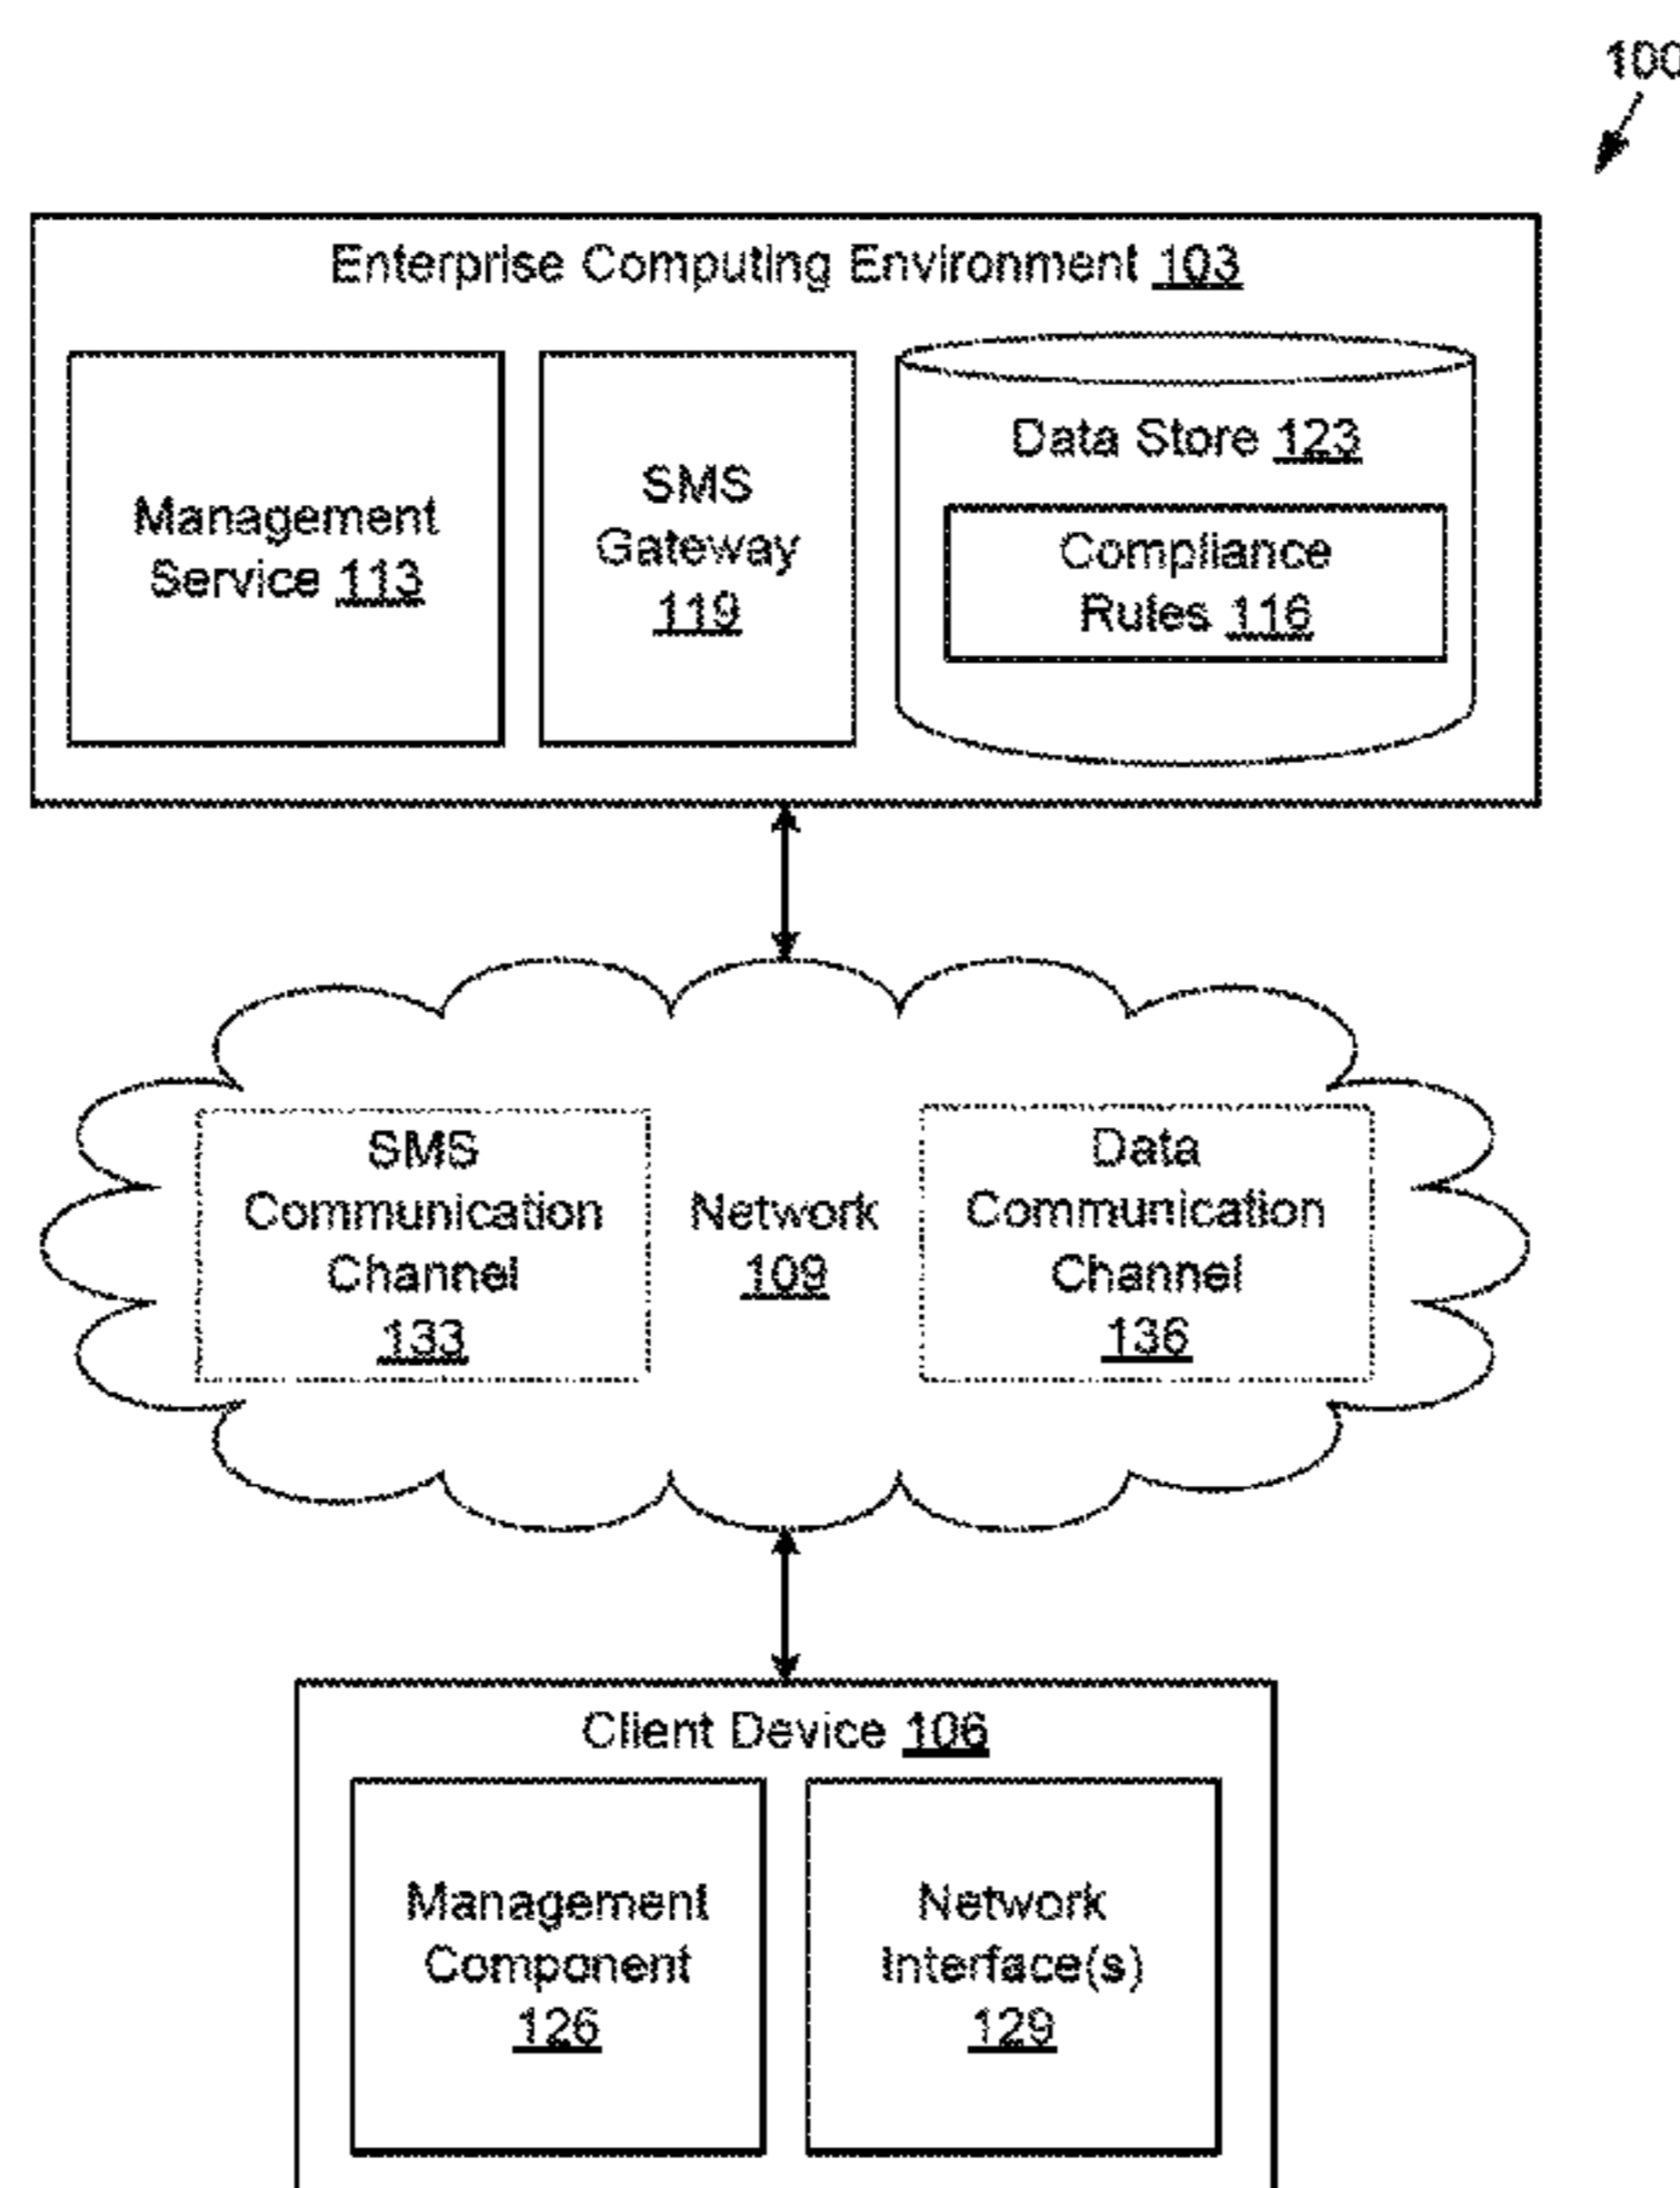 100
Enterprise Computing Environment 103
Management
Service 113
SMS
Gateway
119
Data Store 123
Compliance
Rules 116
SMS
Communication
Channel
133
Network
109
Data
Communication
Channel
136
Client Device 106
Management
Component
126
Network
Interface(s)
129